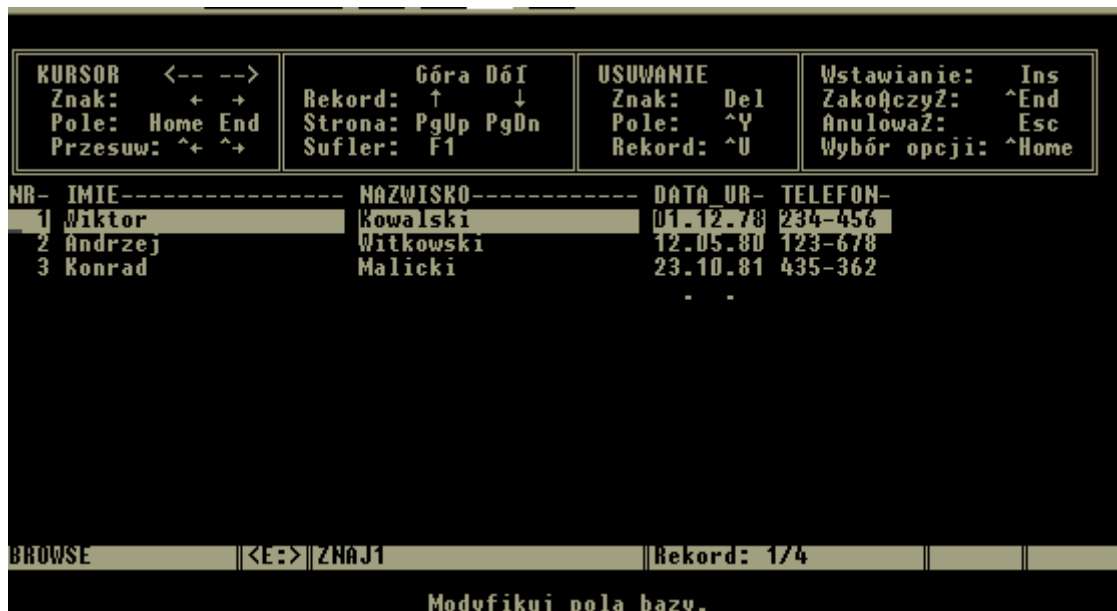 KURSOR <-- --> Góra Dół USUWANIE Wstawianie: Ins
Znak: ← → Rekord: ↑ ↓ Znak: Del ZakoączyŹ: ^End
Pole: Home End Strona: PgUp PgDn Pole: ^Y AnulowaŹ: Esc
Przesuw: ^← ^→ Sufler: F1 Rekord: ^U Wybór opcji: ^Home
NR- IMIE------------------ NAZWISKO------------- DATA_UR- TELEFON-
1 Wiktor Kowalski 01.12.78 234-456
2 Andrzej Witkowski 12.05.80 123-678
3 Konrad Malicki 23.10.81 435-362
. .
BROWSE <E:> ZNAJ1 Rekord: 1/4
Modyfikuj pola bazy.